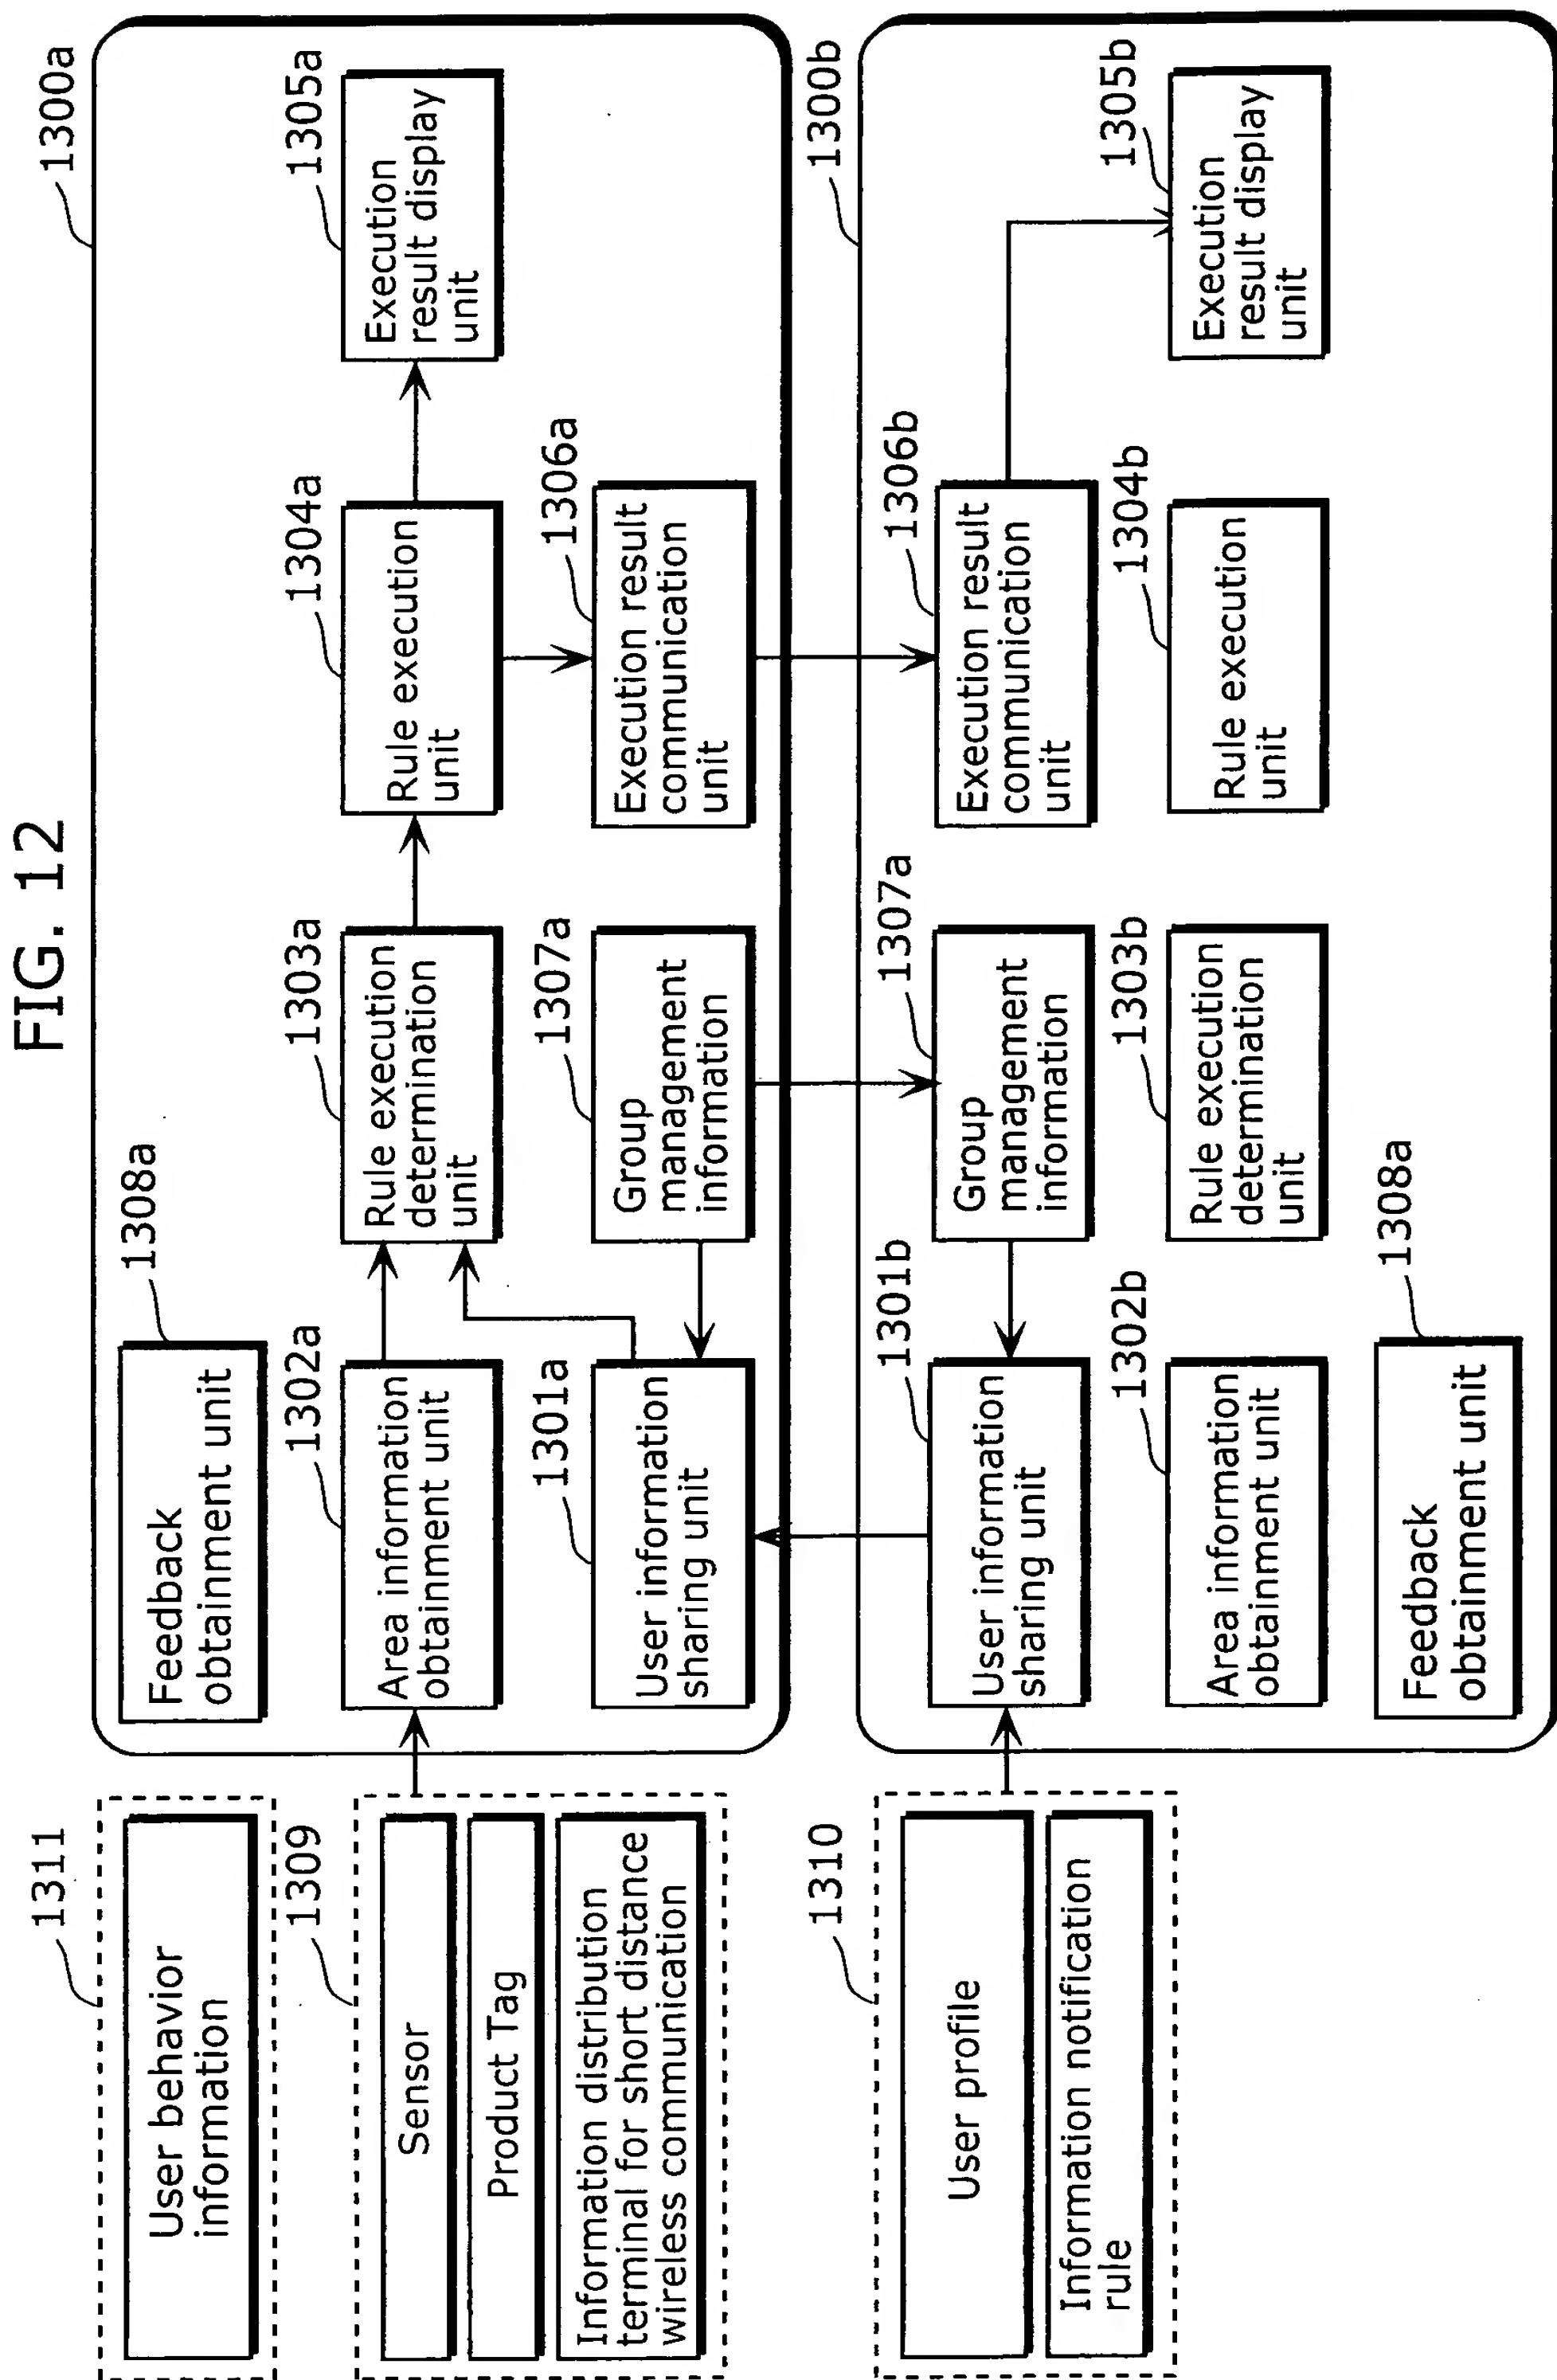 FIG. 12
1311
User behavior
information
1309
Sensor
Product Tag
Information distribution
terminal for short distance
wireless communication
1310
User profile
Information notification
rule
1300a
1308a
Feedback
obtainment unit
1302a
Area information
obtainment unit
1301a
User information
sharing unit
1303a
Rule execution
determination
unit
1307a
Group
management
information
1304a
Rule execution
unit
1306a
Execution result
communication
unit
1305a
Execution
result display
unit
1300b
1301b
User information
sharing unit
1302b
Area information
obtainment unit
1308a
Feedback
obtainment unit
1307a
Group
management
information
1303b
Rule execution
determination
unit
1306b
Execution result
communication
unit
1304b
Rule execution
unit
1305b
Execution
result display
unit